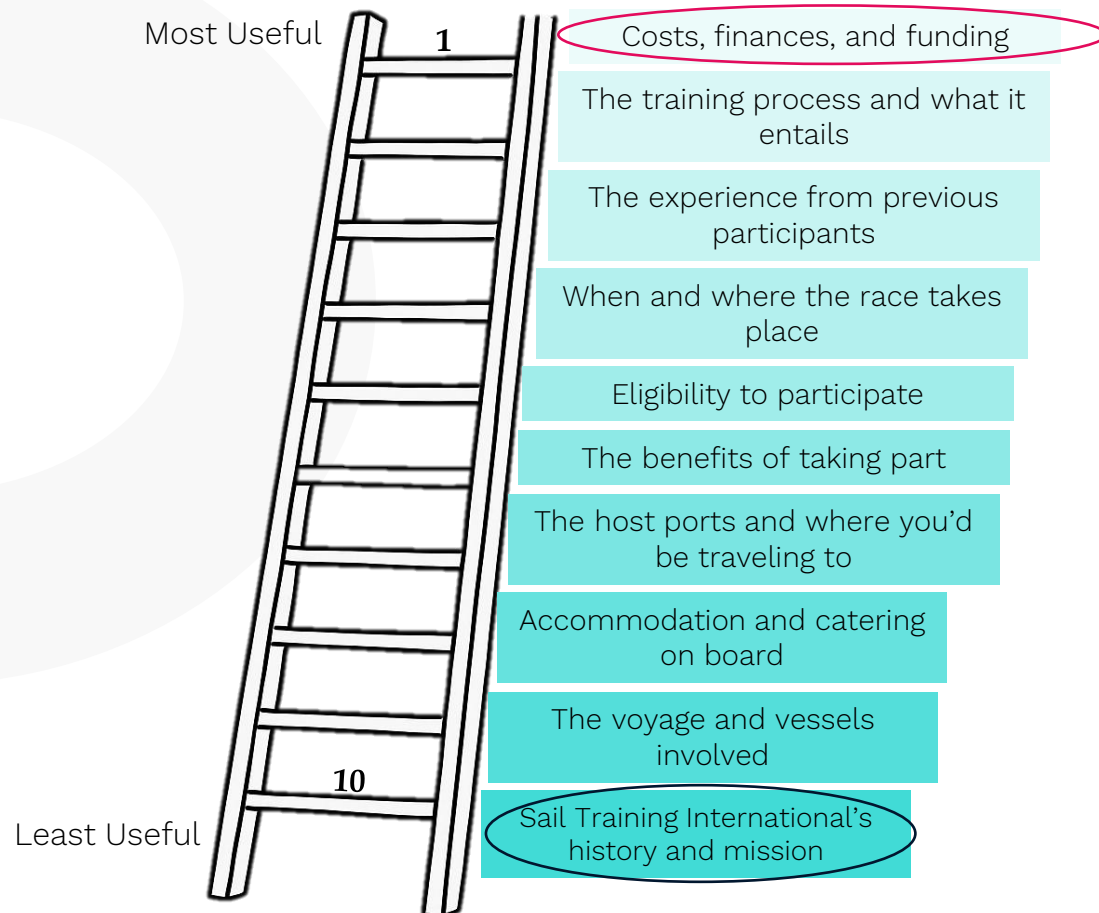 Most Useful
1
Costs, finances, and funding
The training process and what it
entails
The experience from previous
participants
When and where the race takes
place
Eligibility to participate
The benefits of taking part
The host ports and where you’d
be traveling to
Accommodation and catering
on board
The voyage and vessels
involved
10
Least Useful
Sail Training International’s
history and mission